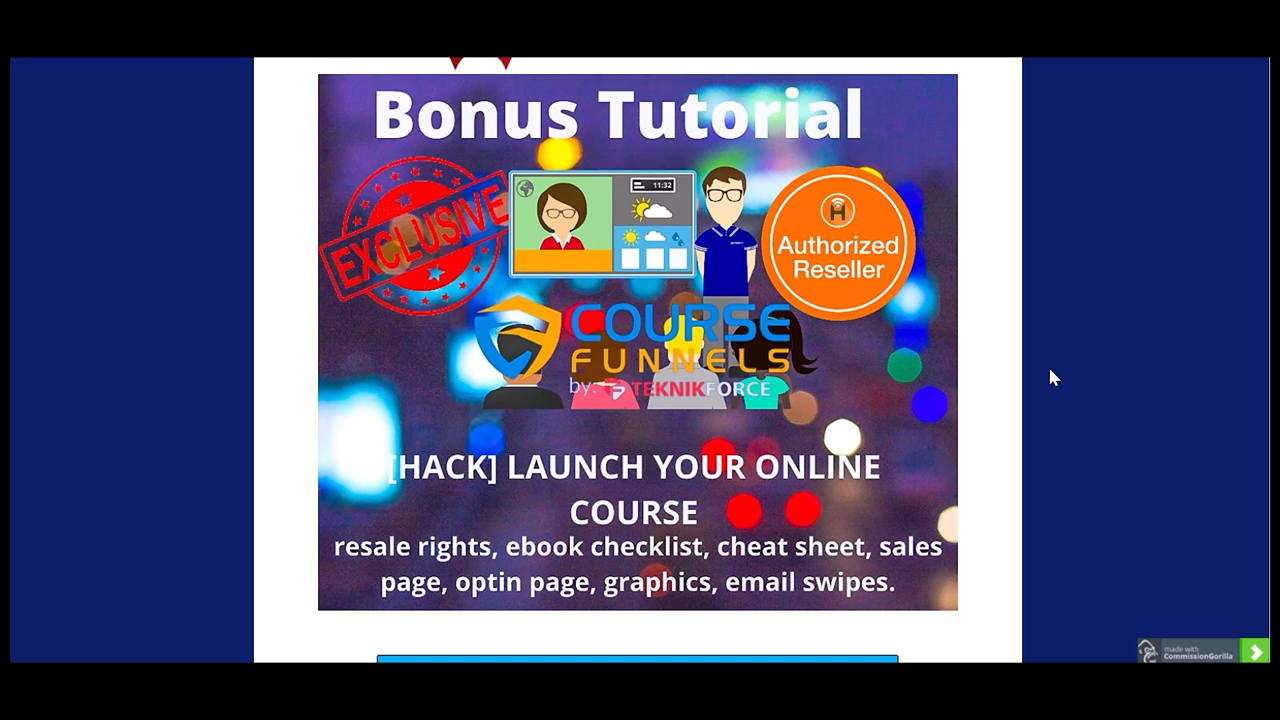 Bonus Tutorial
EXCLUSIVE
11:32
H
Authorized
Reseller
COURSE
FUNNELS
by: TEKNIKFORCE
[HACK] LAUNCH YOUR ONLINE
COURSE
resale rights, ebook checklist, cheat sheet, sales
page, optin page, graphics, email swipes.
made with
CommissionGorilla